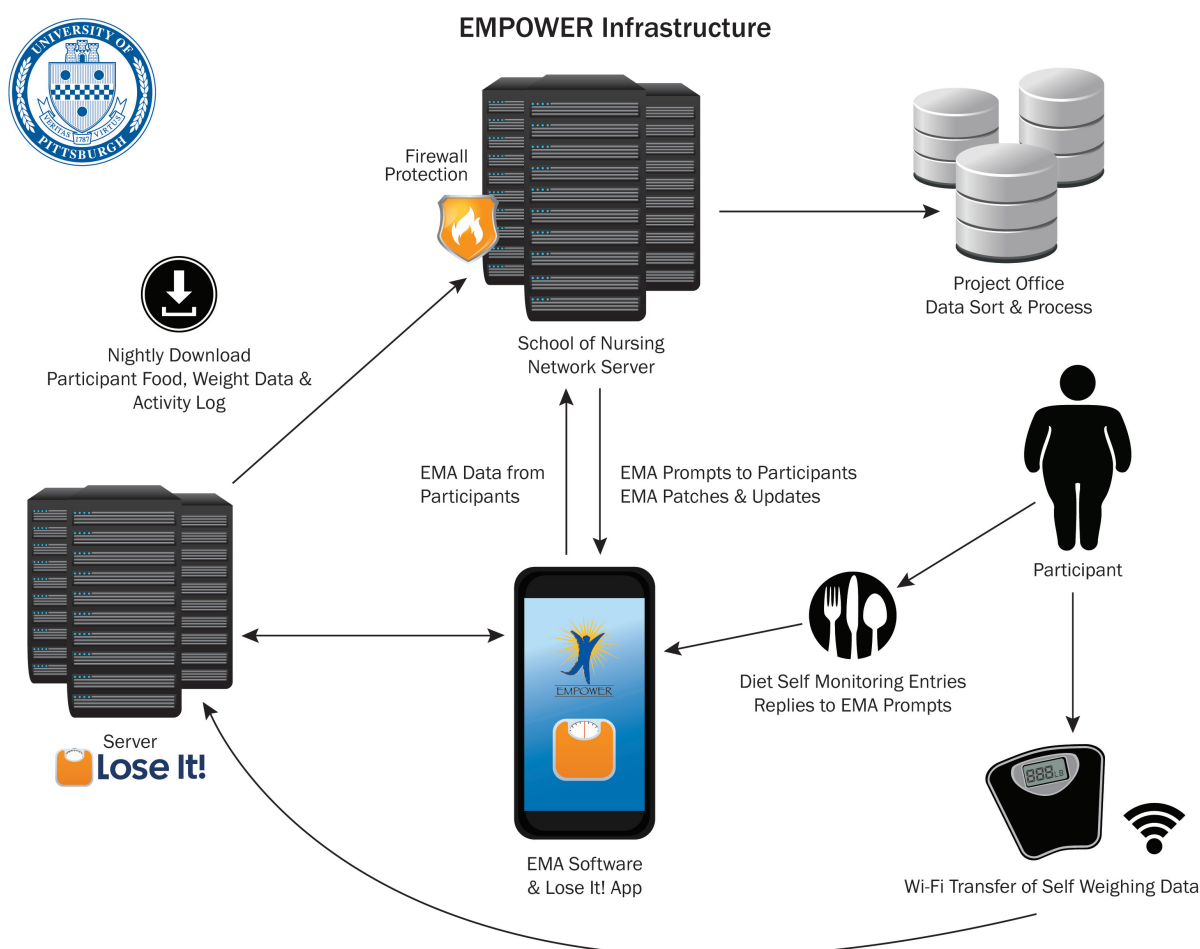 EMPOWER Infrastructure
UNIVERSITY OF
PITTSBURGH
VERITAS
1787
VIRTUS
Firewall
Protection
School of Nursing
Network Server
Project Office
Data Sort & Process
Nightly Download
Participant Food, Weight Data &
Activity Log
EMA Data from
Participants
EMA Prompts to Participants
EMA Patches & Updates
Participant
Diet Self Monitoring Entries
Replies to EMA Prompts
EMPOWER
Server
Lose It!
EMA Software
& Lose It! App
888 LB
Wi-Fi Transfer of Self Weighing Data